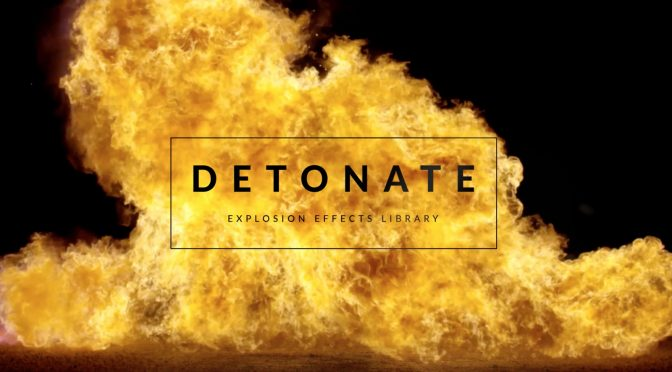 DETONATE
EXPLOSION EFFECTS LIBRARY